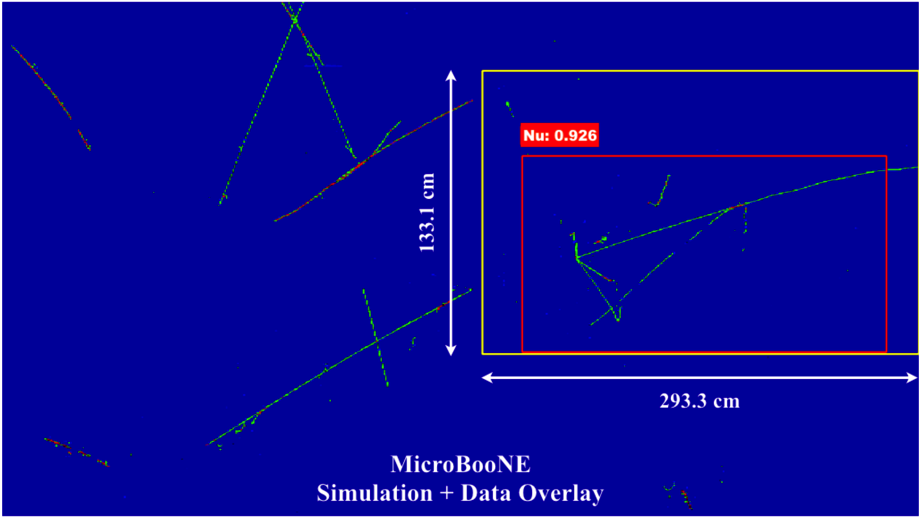 Nu: 0.926
133.1 cm
293.3 cm
MicroBooNE
Simulation + Data Overlay